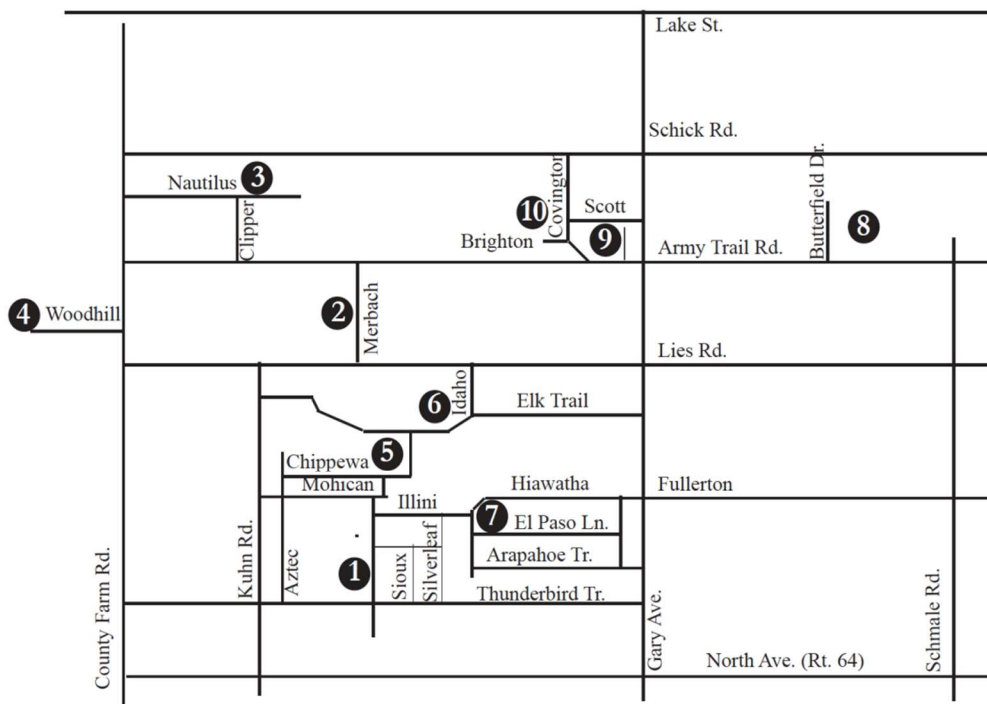 Lake St.
Schick Rd.
Nautilus
3
Clipper
Covington
10
Scott
Brighton
9
Butterfield Dr.
8
Army Trail Rd.
4
Woodhill
2
Merbach
Lies Rd.
6
Idaho
Elk Trail
5
Chippewa
Mohican
Hiawatha
Fullerton
Illini
7
El Paso Ln.
Arapahoe Tr.
Kuhn Rd.
Aztec
1
Sioux
Silverleaf
Thunderbird Tr.
County Farm Rd.
Gary Ave.
Schmale Rd.
North Ave. (Rt. 64)